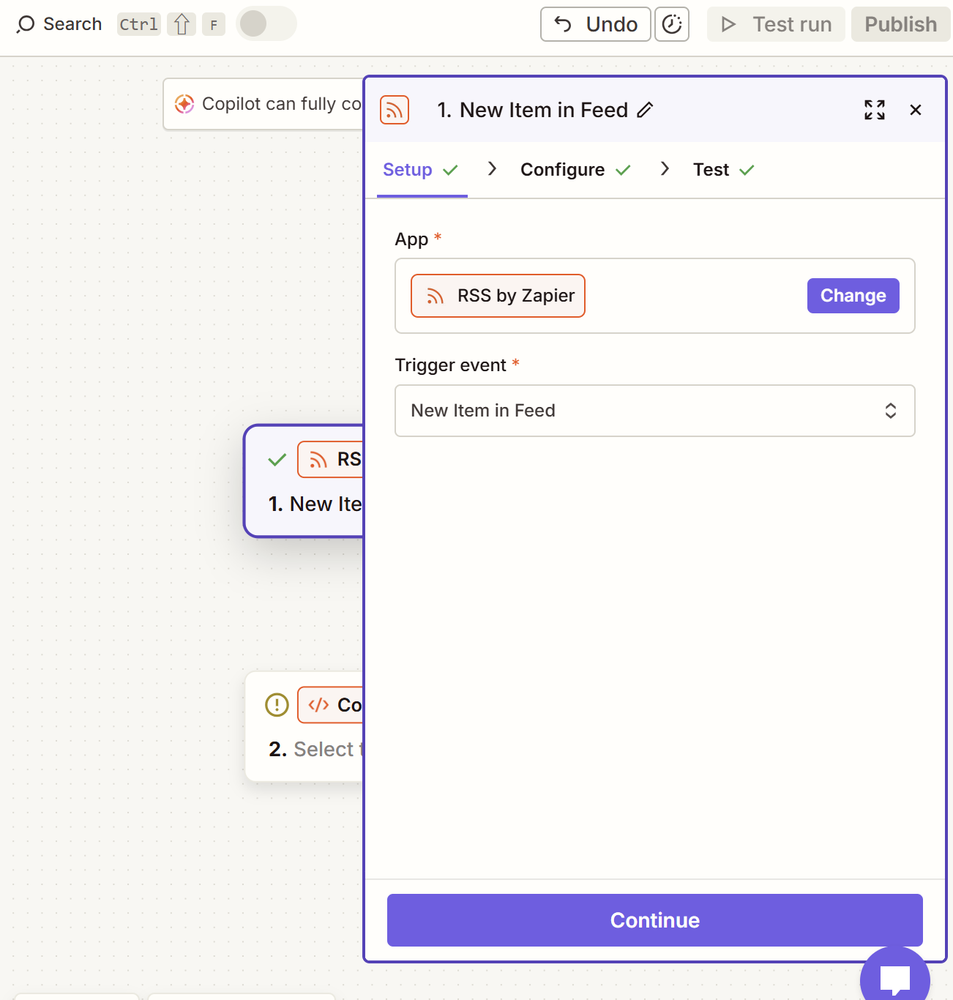 Search Ctrl ⇧ F
Undo
Test run
Publish
Copilot can fully co
1. New Item in Feed
Setup
Configure
Test
App *
RSS by Zapier
Change
Trigger event *
New Item in Feed
RS
1. New Ite
Co
2. Select t
Continue